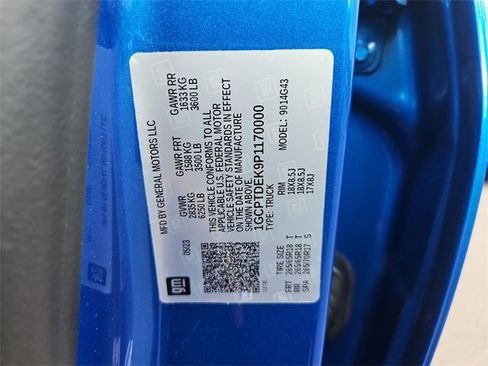 MFD BY GENERAL MOTORS LLC
05/23
GVWR
2835 KG
6250 LB
GAWR FRT
1588 KG
3500 LB
GAWR RR
1633 KG
3600 LB
THIS VEHICLE CONFORMS TO ALL
APPLICABLE U.S. FEDERAL MOTOR
VEHICLE SAFETY STANDARDS IN EFFECT
ON THE DATE OF MANUFACTURE
SHOWN ABOVE.
1GCPTDEK9P1170000
TYPE: TRUCK
MODEL: 9014G43
TIRE SIZE RIM
FRT 265/65R18 T 18X8.5J
RR 265/65R18 T 18X8.5J
SPA 265/70R17 S 17X8J
gm